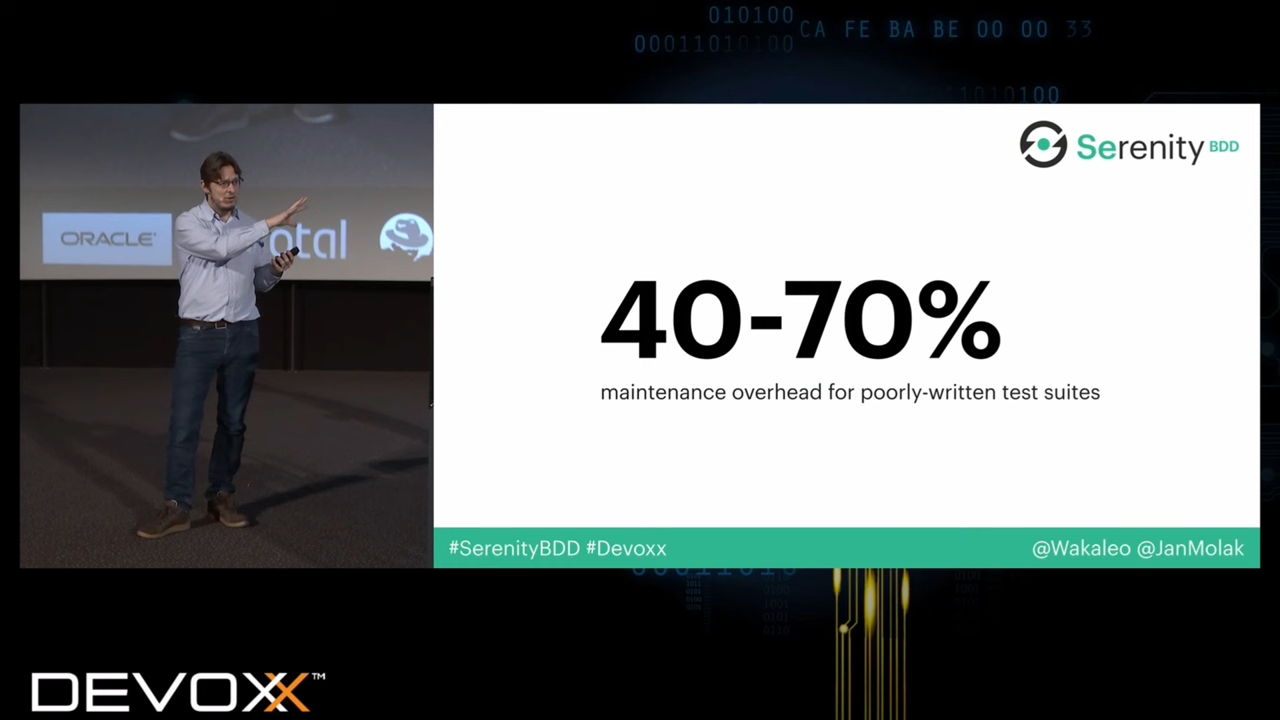 010100
00011010100
CA FE BA BE 00 00 33
1010100
Serenity BDD
ORACLE
otal
40-70%
maintenance overhead for poorly-written test suites
#SerenityBDD #Devoxx
@Wakaleo @JanMolak
DEVOXX™